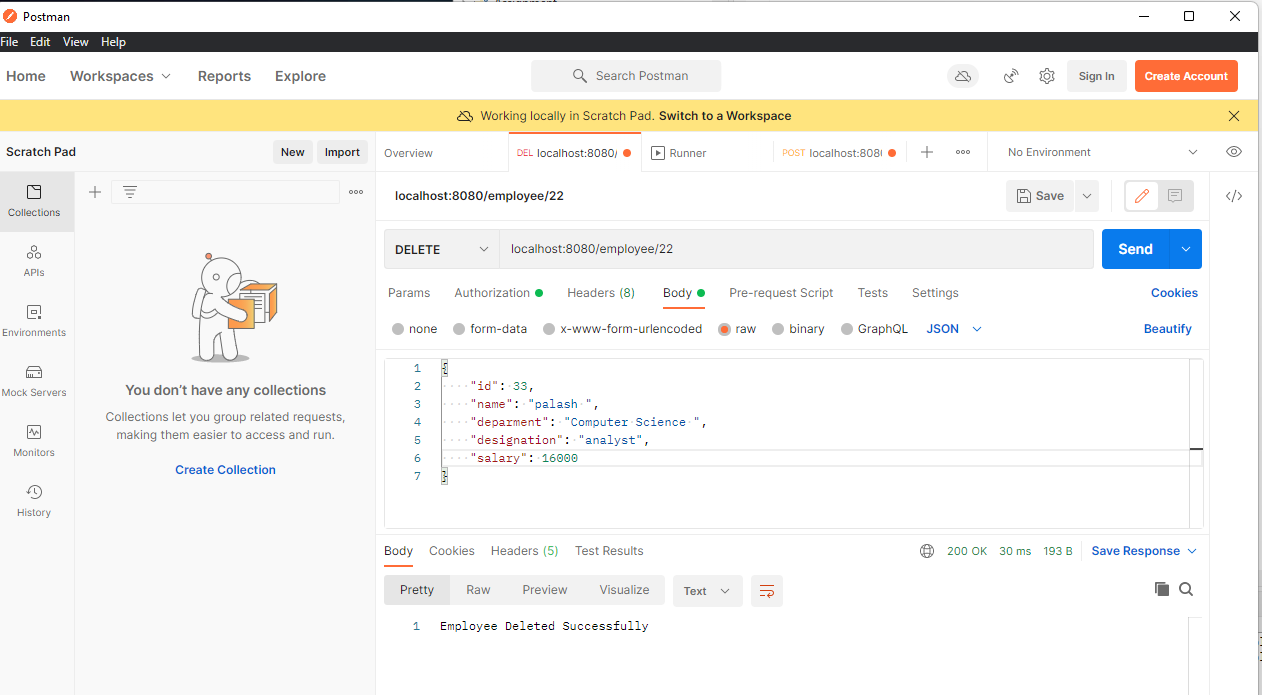 Postman
File Edit View Help
Home Workspaces Reports Explore Search Postman Sign In Create Account
Working locally in Scratch Pad. Switch to a Workspace
Scratch Pad New Import Overview DEL localhost:8080/ Runner POST localhost:808 No Environment
localhost:8080/employee/22 Save
Collections
APIs
Environments
Mock Servers
Monitors
History
You don't have any collections
Collections let you group related requests,
making them easier to access and run.
Create Collection
DELETE localhost:8080/employee/22 Send
Params Authorization Headers (8) Body Pre-request Script Tests Settings Cookies
none form-data x-www-form-urlencoded raw binary GraphQL JSON Beautify
1 {
2 "id": 33,
3 "name": "palash ",
4 "deparment": "Computer Science ",
5 "designation": "analyst",
6 "salary": 16000
7 }
Body Cookies Headers (5) Test Results 200 OK 30 ms 193 B Save Response
Pretty Raw Preview Visualize Text
1 Employee Deleted Successfully